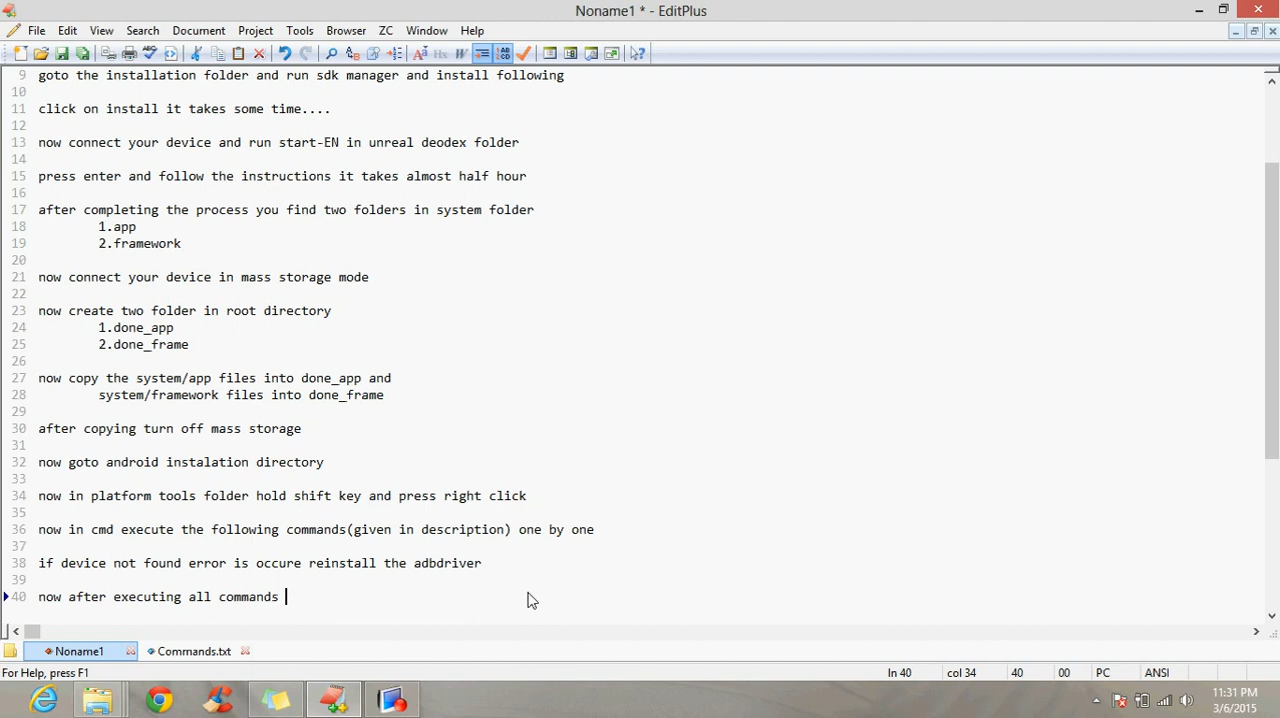 Noname1 * - EditPlus
File Edit View Search Document Project Tools Browser ZC Window Help
9 goto the installation folder and run sdk manager and install following
10
11 click on install it takes some time....
12
13 now connect your device and run start-EN in unreal deodex folder
14
15 press enter and follow the instructions it takes almost half hour
16
17 after completing the process you find two folders in system folder
18 1.app
19 2.framework
20
21 now connect your device in mass storage mode
22
23 now create two folder in root directory
24 1.done_app
25 2.done_frame
26
27 now copy the system/app files into done_app and
28 system/framework files into done_frame
29
30 after copying turn off mass storage
31
32 now goto android instalation directory
33
34 now in platform tools folder hold shift key and press right click
35
36 now in cmd execute the following commands(given in description) one by one
37
38 if device not found error is occure reinstall the adbdriver
39
40 now after executing all commands
Noname1 Commands.txt
For Help, press F1 ln 40 col 34 40 00 PC ANSI
11:31 PM
3/6/2015